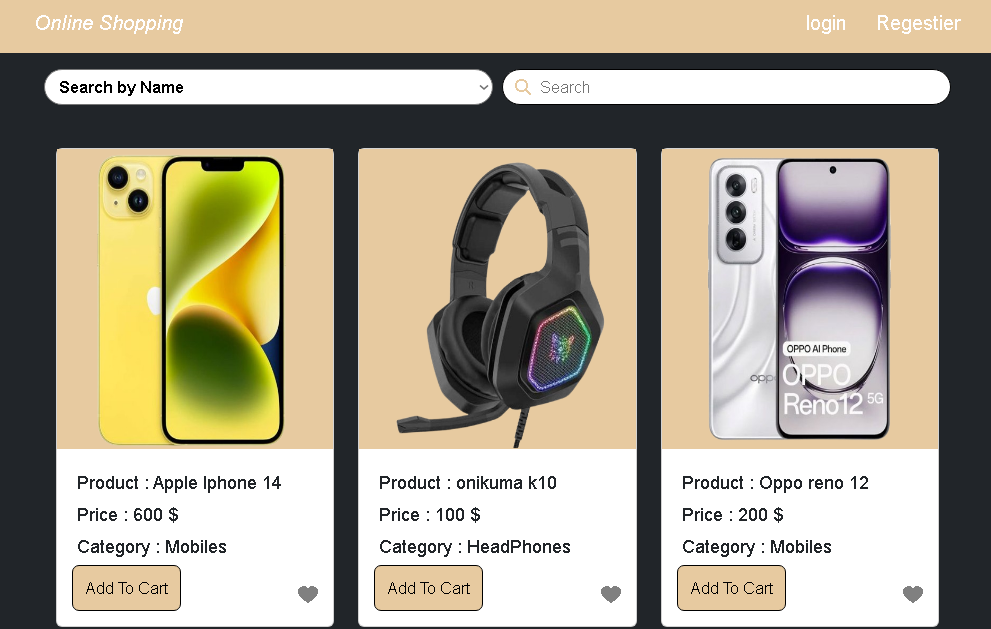 Online Shopping login Regestier
Search by Name Search
OPPO AI Phone
oppo
OPPO
Reno12 5G
Product : Apple Iphone 14
Price : 600 $
Category : Mobiles
Add To Cart
Product : onikuma k10
Price : 100 $
Category : HeadPhones
Add To Cart
Product : Oppo reno 12
Price : 200 $
Category : Mobiles
Add To Cart